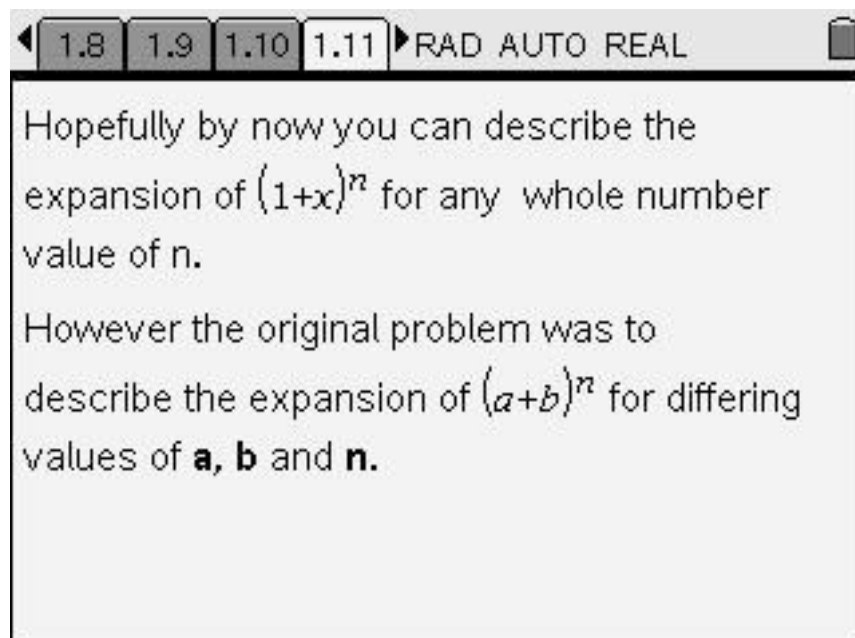 1.8 1.9 1.10 1.11 RAD AUTO REAL
Hopefully by now you can describe the
expansion of (1+x)ⁿ for any whole number
value of n.
However the original problem was to
describe the expansion of (a+b)ⁿ for differing
values of a, b and n.